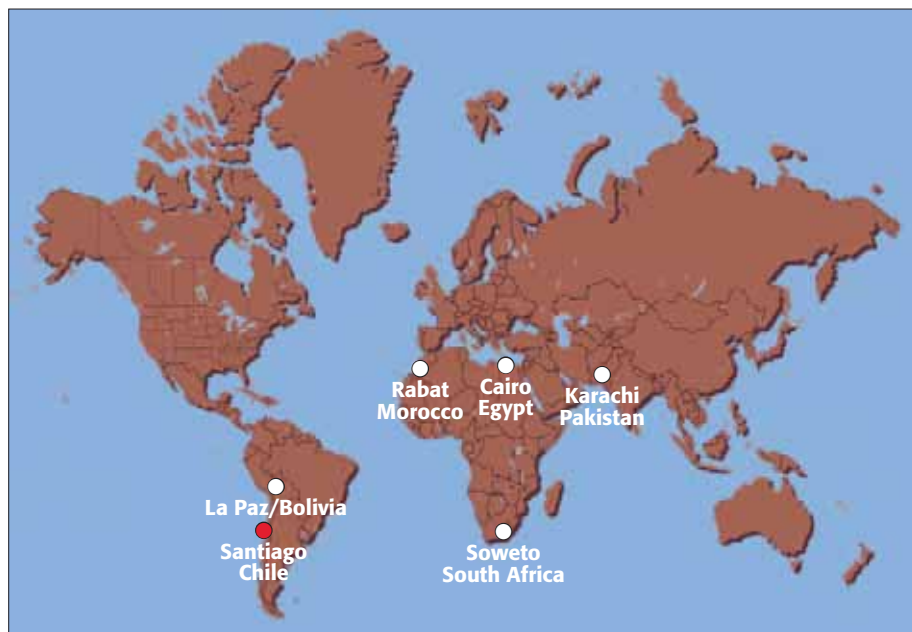 Rabat
Morocco
Cairo
Egypt
Karachi
Pakistan
La Paz/Bolivia
Santiago
Chile
Soweto
South Africa